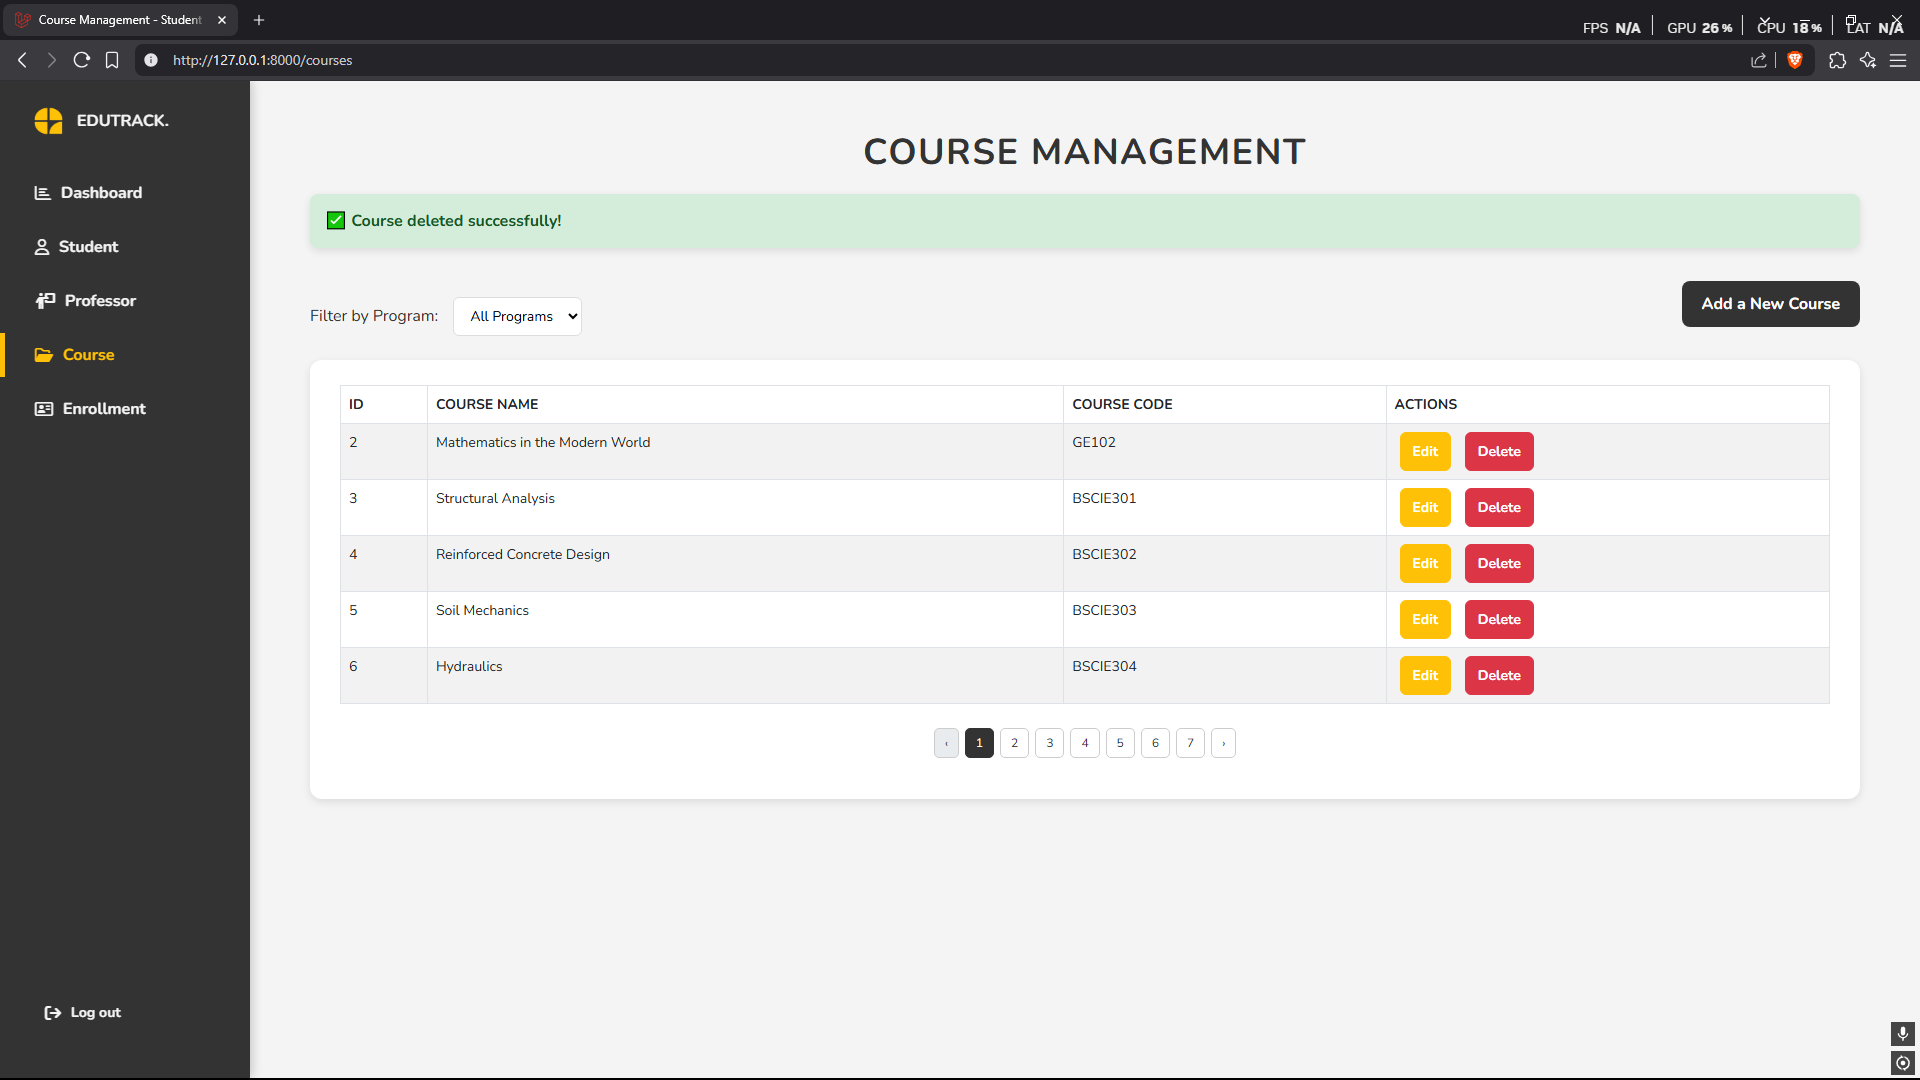 Course Management - Student
FPS N/A GPU 26 % CPU 18 % LAT N/A
http://127.0.0.1:8000/courses
EDUTRACK.
Dashboard
Student
Professor
Course
Enrollment
Log out
COURSE MANAGEMENT
Course deleted successfully!
Filter by Program: All Programs
Add a New Course
ID COURSE NAME COURSE CODE ACTIONS
2 Mathematics in the Modern World GE102 Edit Delete
3 Structural Analysis BSCIE301 Edit Delete
4 Reinforced Concrete Design BSCIE302 Edit Delete
5 Soil Mechanics BSCIE303 Edit Delete
6 Hydraulics BSCIE304 Edit Delete
‹ 1 2 3 4 5 6 7 ›